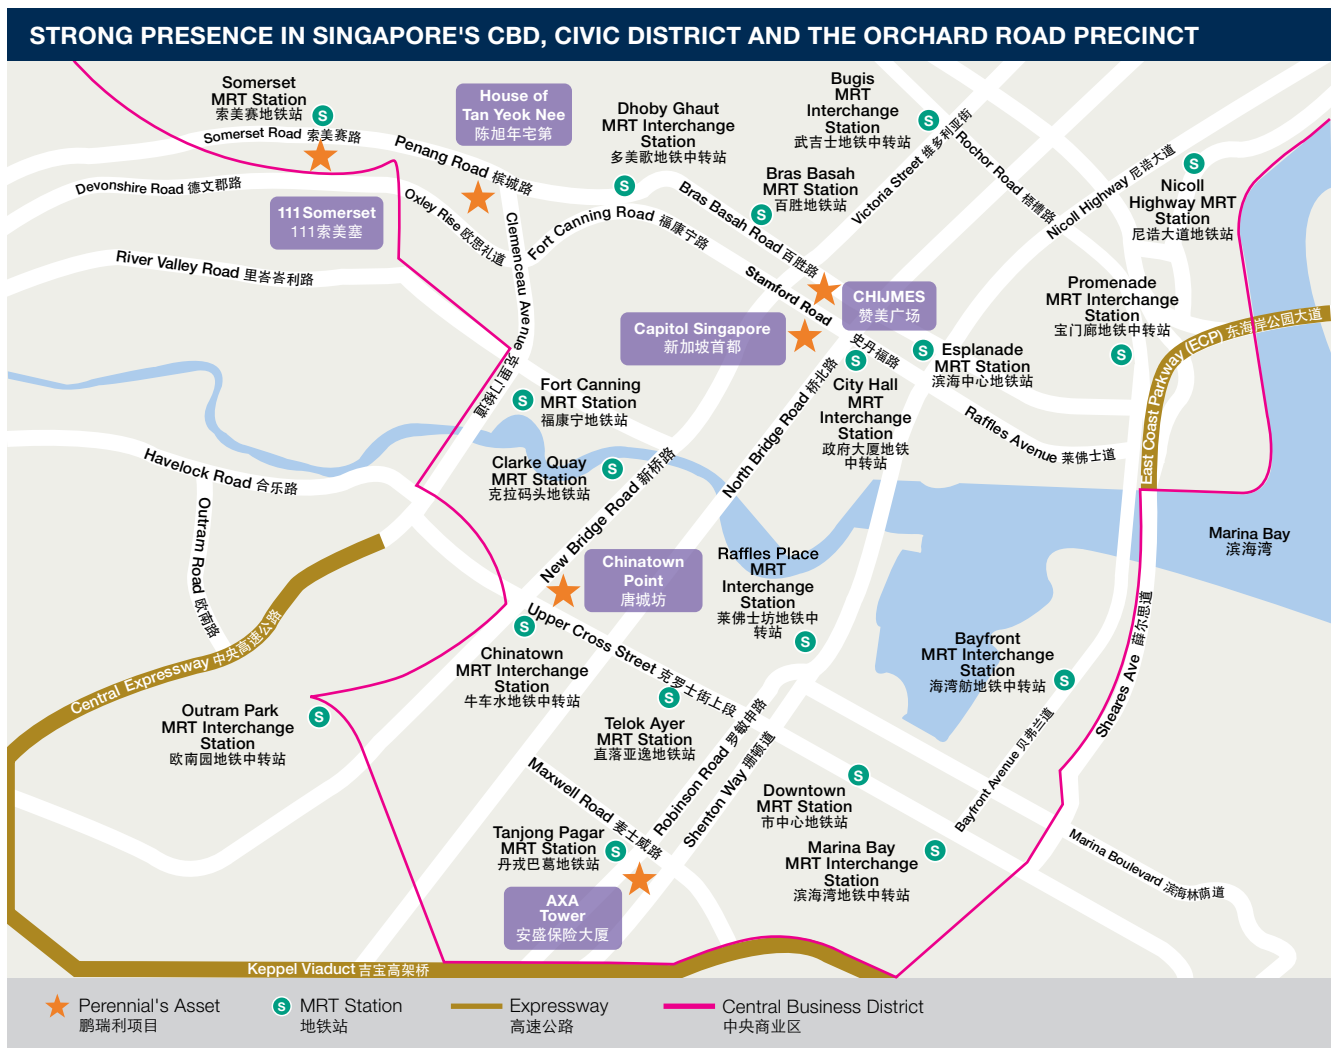 STRONG PRESENCE IN SINGAPORE'S CBD, CIVIC DISTRICT AND THE ORCHARD ROAD PRECINCT
Somerset
MRT Station
索美赛地铁站
Somerset Road 索美赛路
House of
Tan Yeok Nee
陈旭年宅第
Dhoby Ghaut
MRT Interchange
Station
多美歌地铁中转站
Bugis
MRT
Interchange
Station
武吉士地铁中转站
Victoria Street 维多利亚街
Rochor Road 梧槽路
Nicoll Highway 尼诰大道
Nicoll
Highway MRT
Station
尼诰大道地铁站
Penang Road 槟城路
Devonshire Road 德文郡路
111 Somerset
111索美塞
Oxley Rise 欧思礼道
Clemenceau Avenue 克里门梭道
Fort Canning Road 福康宁路
Bras Basah Road 百胜路
Bras Basah
MRT Station
百胜地铁站
River Valley Road 里峇峇利路
Stamford Road
史丹福路
CHIJMES
赞美广场
Capitol Singapore
新加坡首都
Promenade
MRT Interchange
Station
宝门廊地铁中转站
East Coast Parkway (ECP) 东海岸公园大道
Esplanade
MRT Station
滨海中心地铁站
City Hall
MRT
Interchange
Station
政府大厦地铁
中转站
Fort Canning
MRT Station
福康宁地铁站
North Bridge Road 桥北路
Raffles Avenue 莱佛士道
Clarke Quay
MRT Station
克拉码头地铁站
New Bridge Road 新桥路
Havelock Road 合乐路
Outram Road 欧南路
Chinatown
Point
唐城坊
Raffles Place
MRT
Interchange
Station
莱佛士坊地铁中
转站
Marina Bay
滨海湾
Central Expressway 中央高速公路
Upper Cross Street 克罗士街上段
Chinatown
MRT Interchange
Station
牛车水地铁中转站
Bayfront
MRT Interchange
Station
海湾舫地铁中转站
Sheares Ave 薛尔思道
Outram Park
MRT Interchange
Station
欧南园地铁中转站
Telok Ayer
MRT Station
直落亚逸地铁站
Robinson Road 罗敏申路
Shenton Way 珊顿道
Maxwell Road 麦士威路
Downtown
MRT Station
市中心地铁站
Bayfront Avenue 贝弗兰道
Tanjong Pagar
MRT Station
丹戎巴葛地铁站
Marina Bay
MRT Interchange
Station
滨海湾地铁中转站
Marina Boulevard 滨海林荫道
AXA
Tower
安盛保险大厦
Keppel Viaduct 吉宝高架桥
Perennial's Asset
鹏瑞利项目
S MRT Station
地铁站
Expressway
高速公路
Central Business District
中央商业区